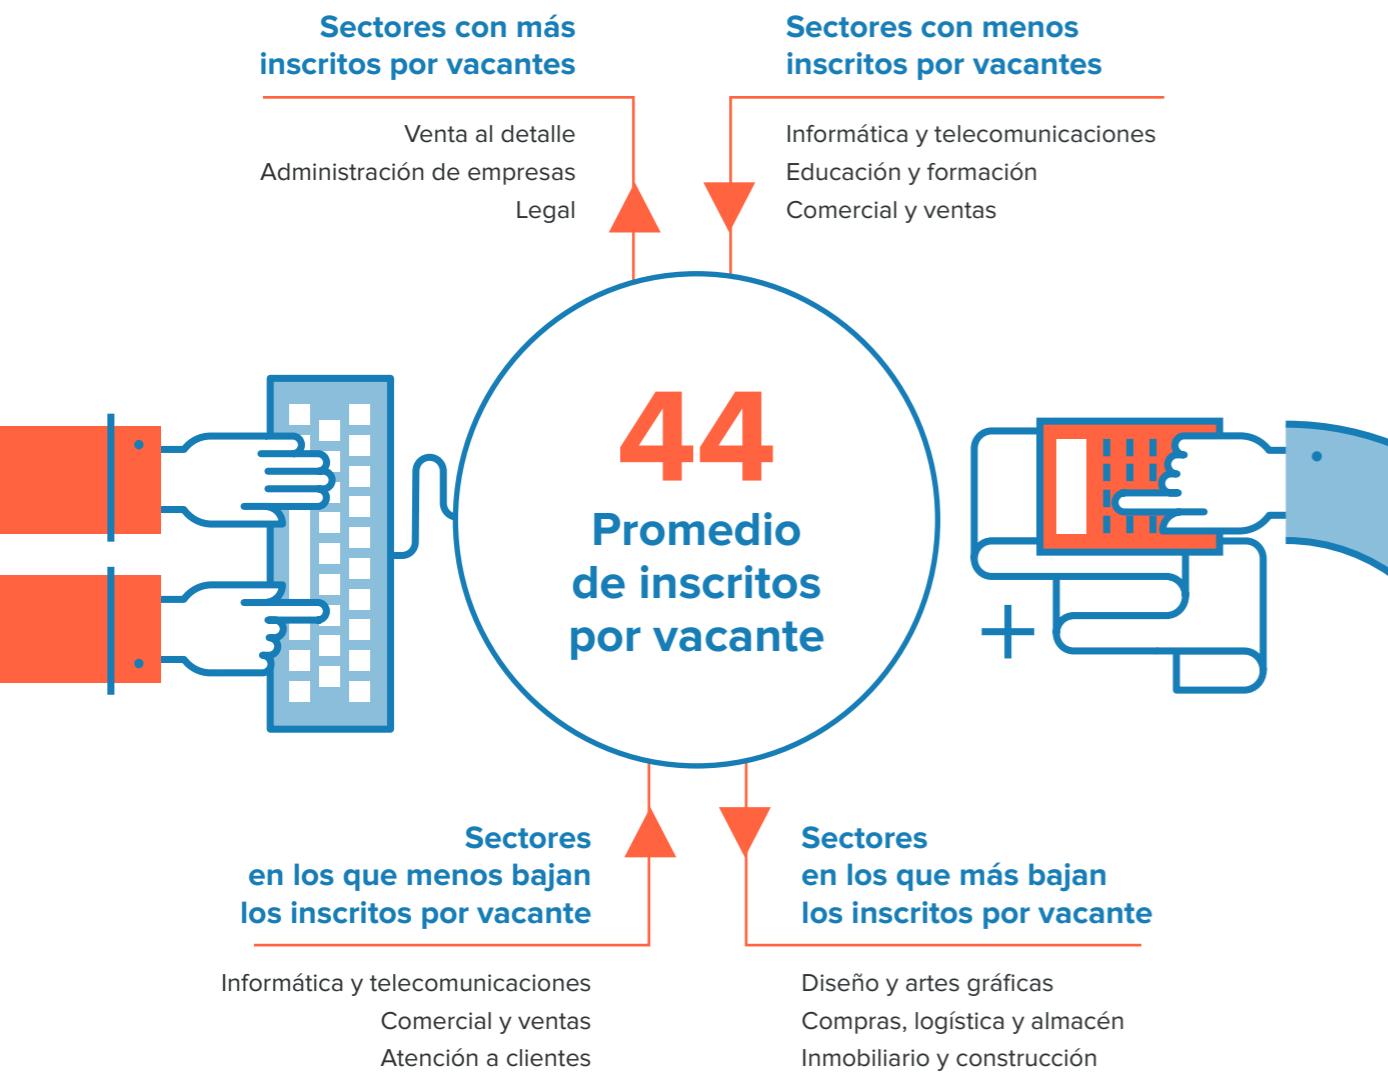 Sectores con más
inscritos por vacantes
Venta al detalle
Administración de empresas
Legal
Sectores con menos
inscritos por vacantes
Informática y telecomunicaciones
Educación y formación
Comercial y ventas
44
Promedio
de inscritos
por vacante
Sectores
en los que menos bajan
los inscritos por vacante
Informática y telecomunicaciones
Comercial y ventas
Atención a clientes
Sectores
en los que más bajan
los inscritos por vacante
Diseño y artes gráficas
Compras, logística y almacén
Inmobiliario y construcción